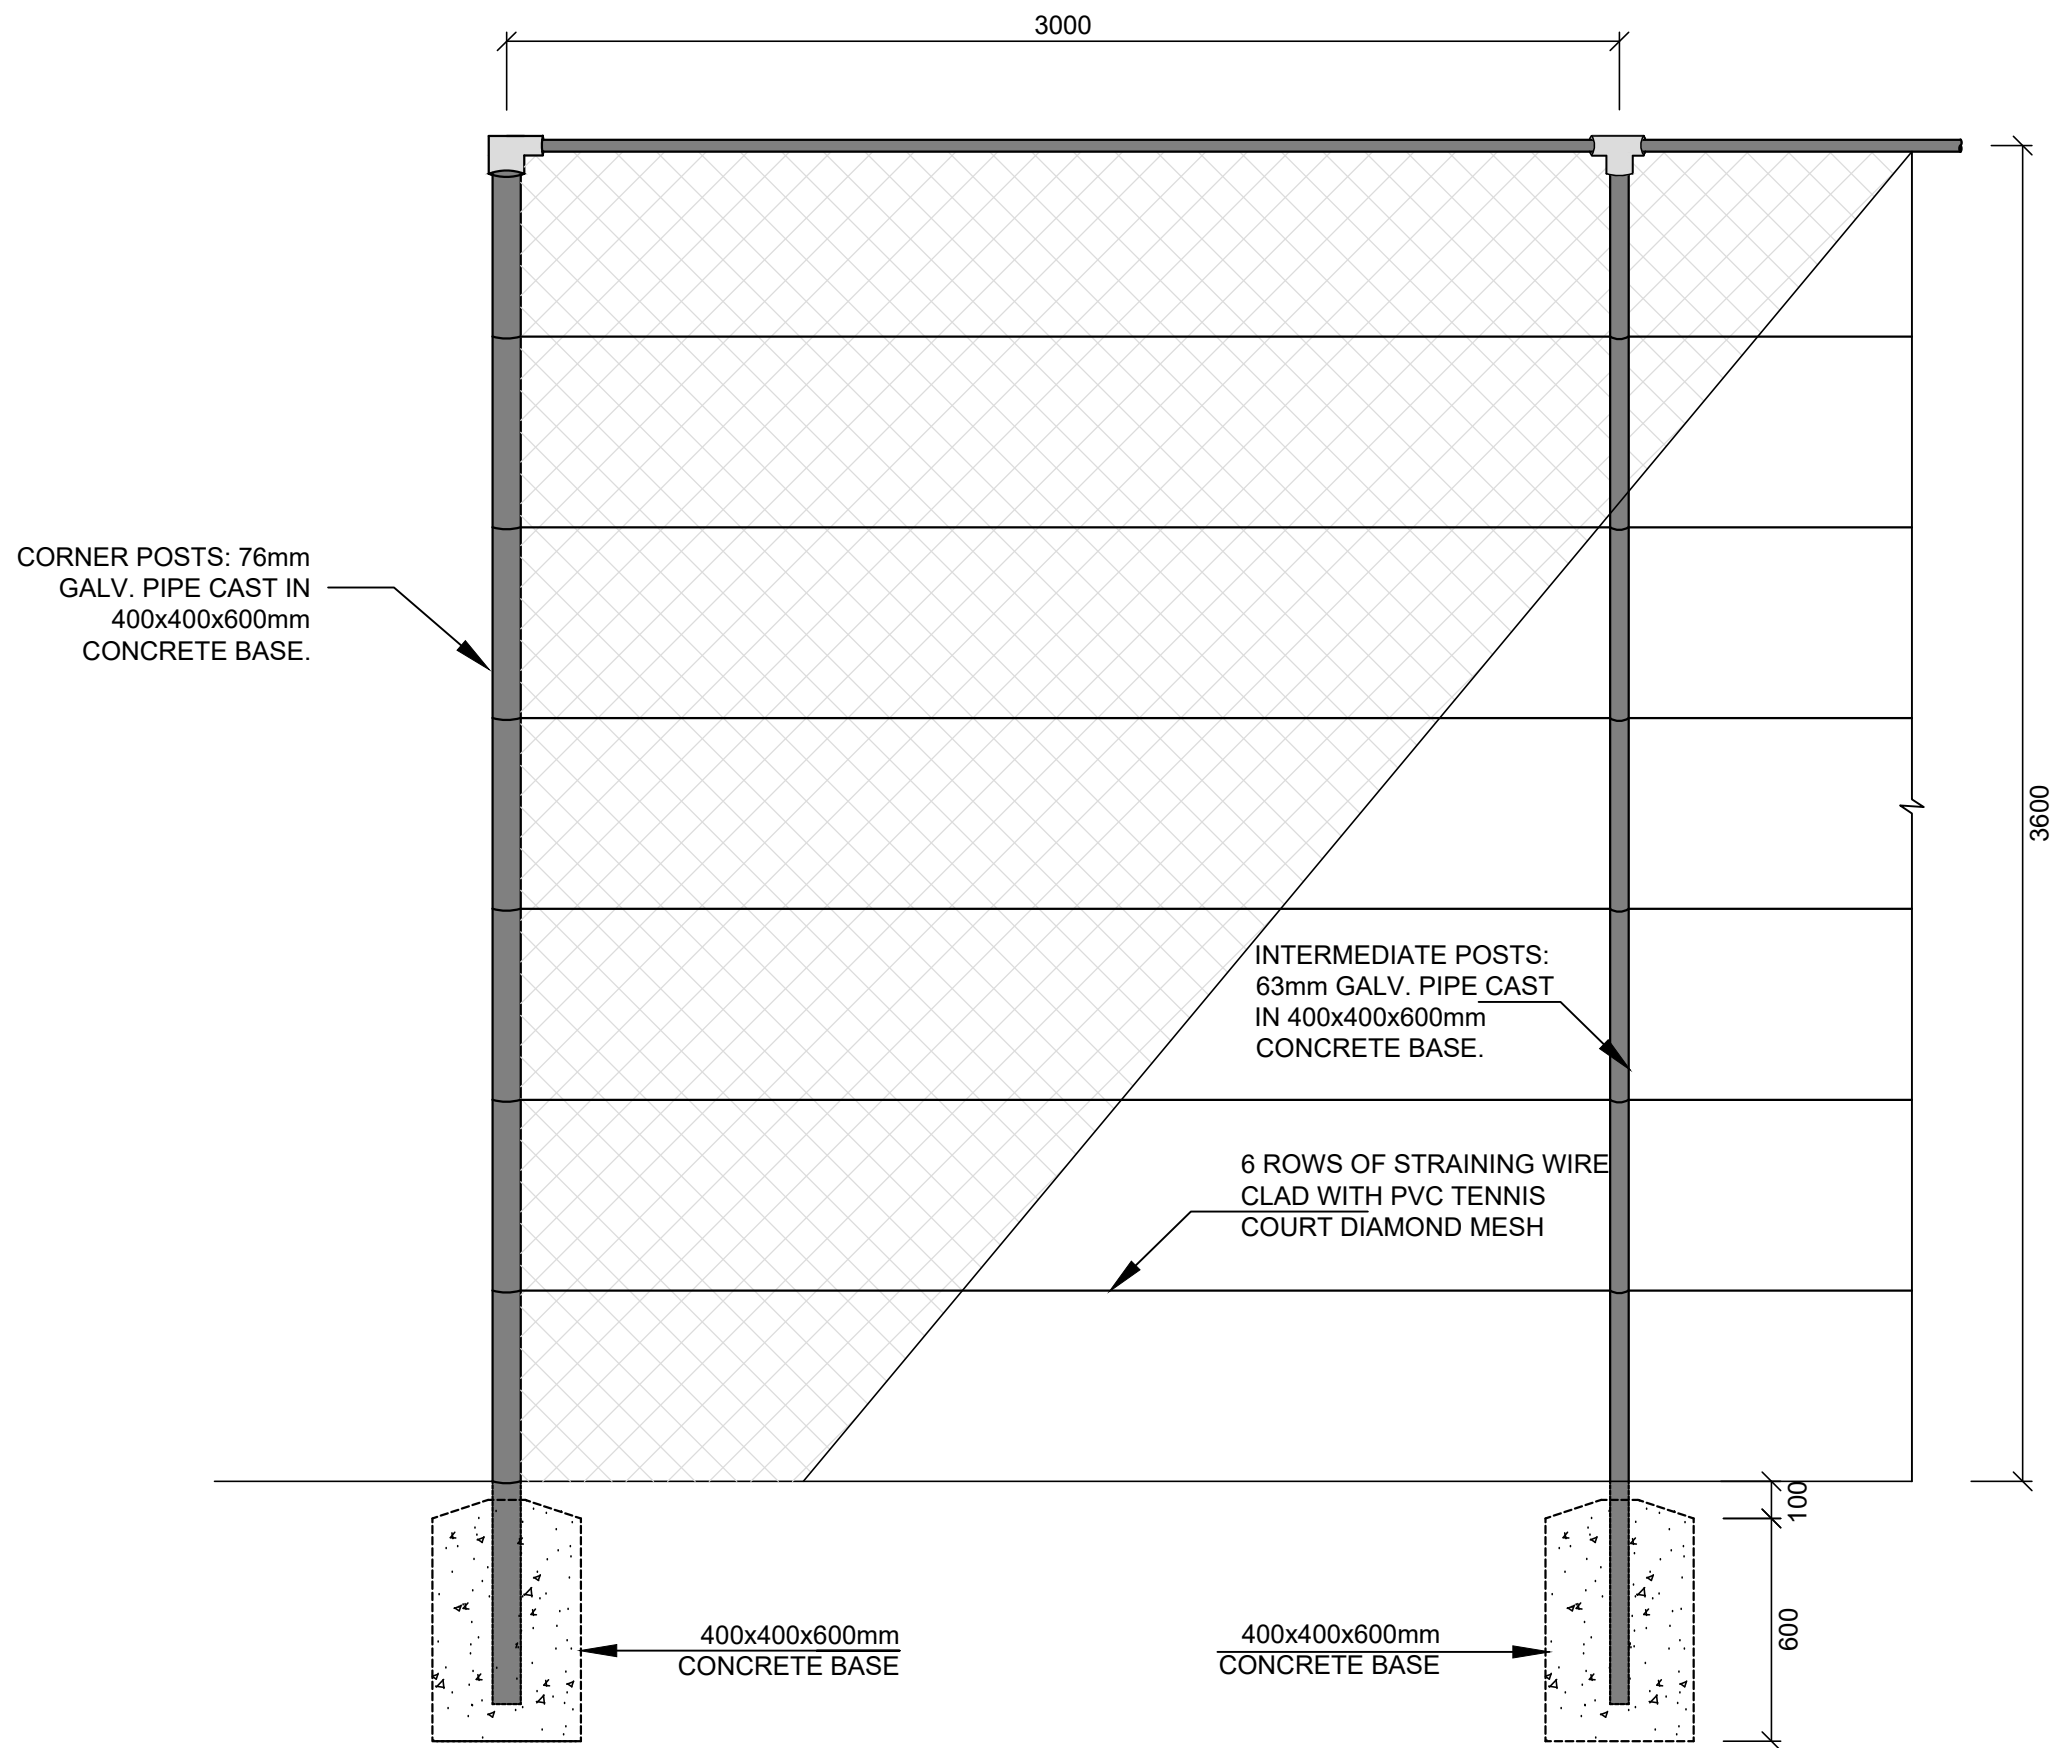 3000
CORNER POSTS: 76mm
GALV. PIPE CAST IN
400x400x600mm
CONCRETE BASE.
3600
INTERMEDIATE POSTS:
63mm GALV. PIPE CAST
IN 400x400x600mm
CONCRETE BASE.
6 ROWS OF STRAINING WIRE
CLAD WITH PVC TENNIS
COURT DIAMOND MESH
100
600
400x400x600mm
CONCRETE BASE
400x400x600mm
CONCRETE BASE